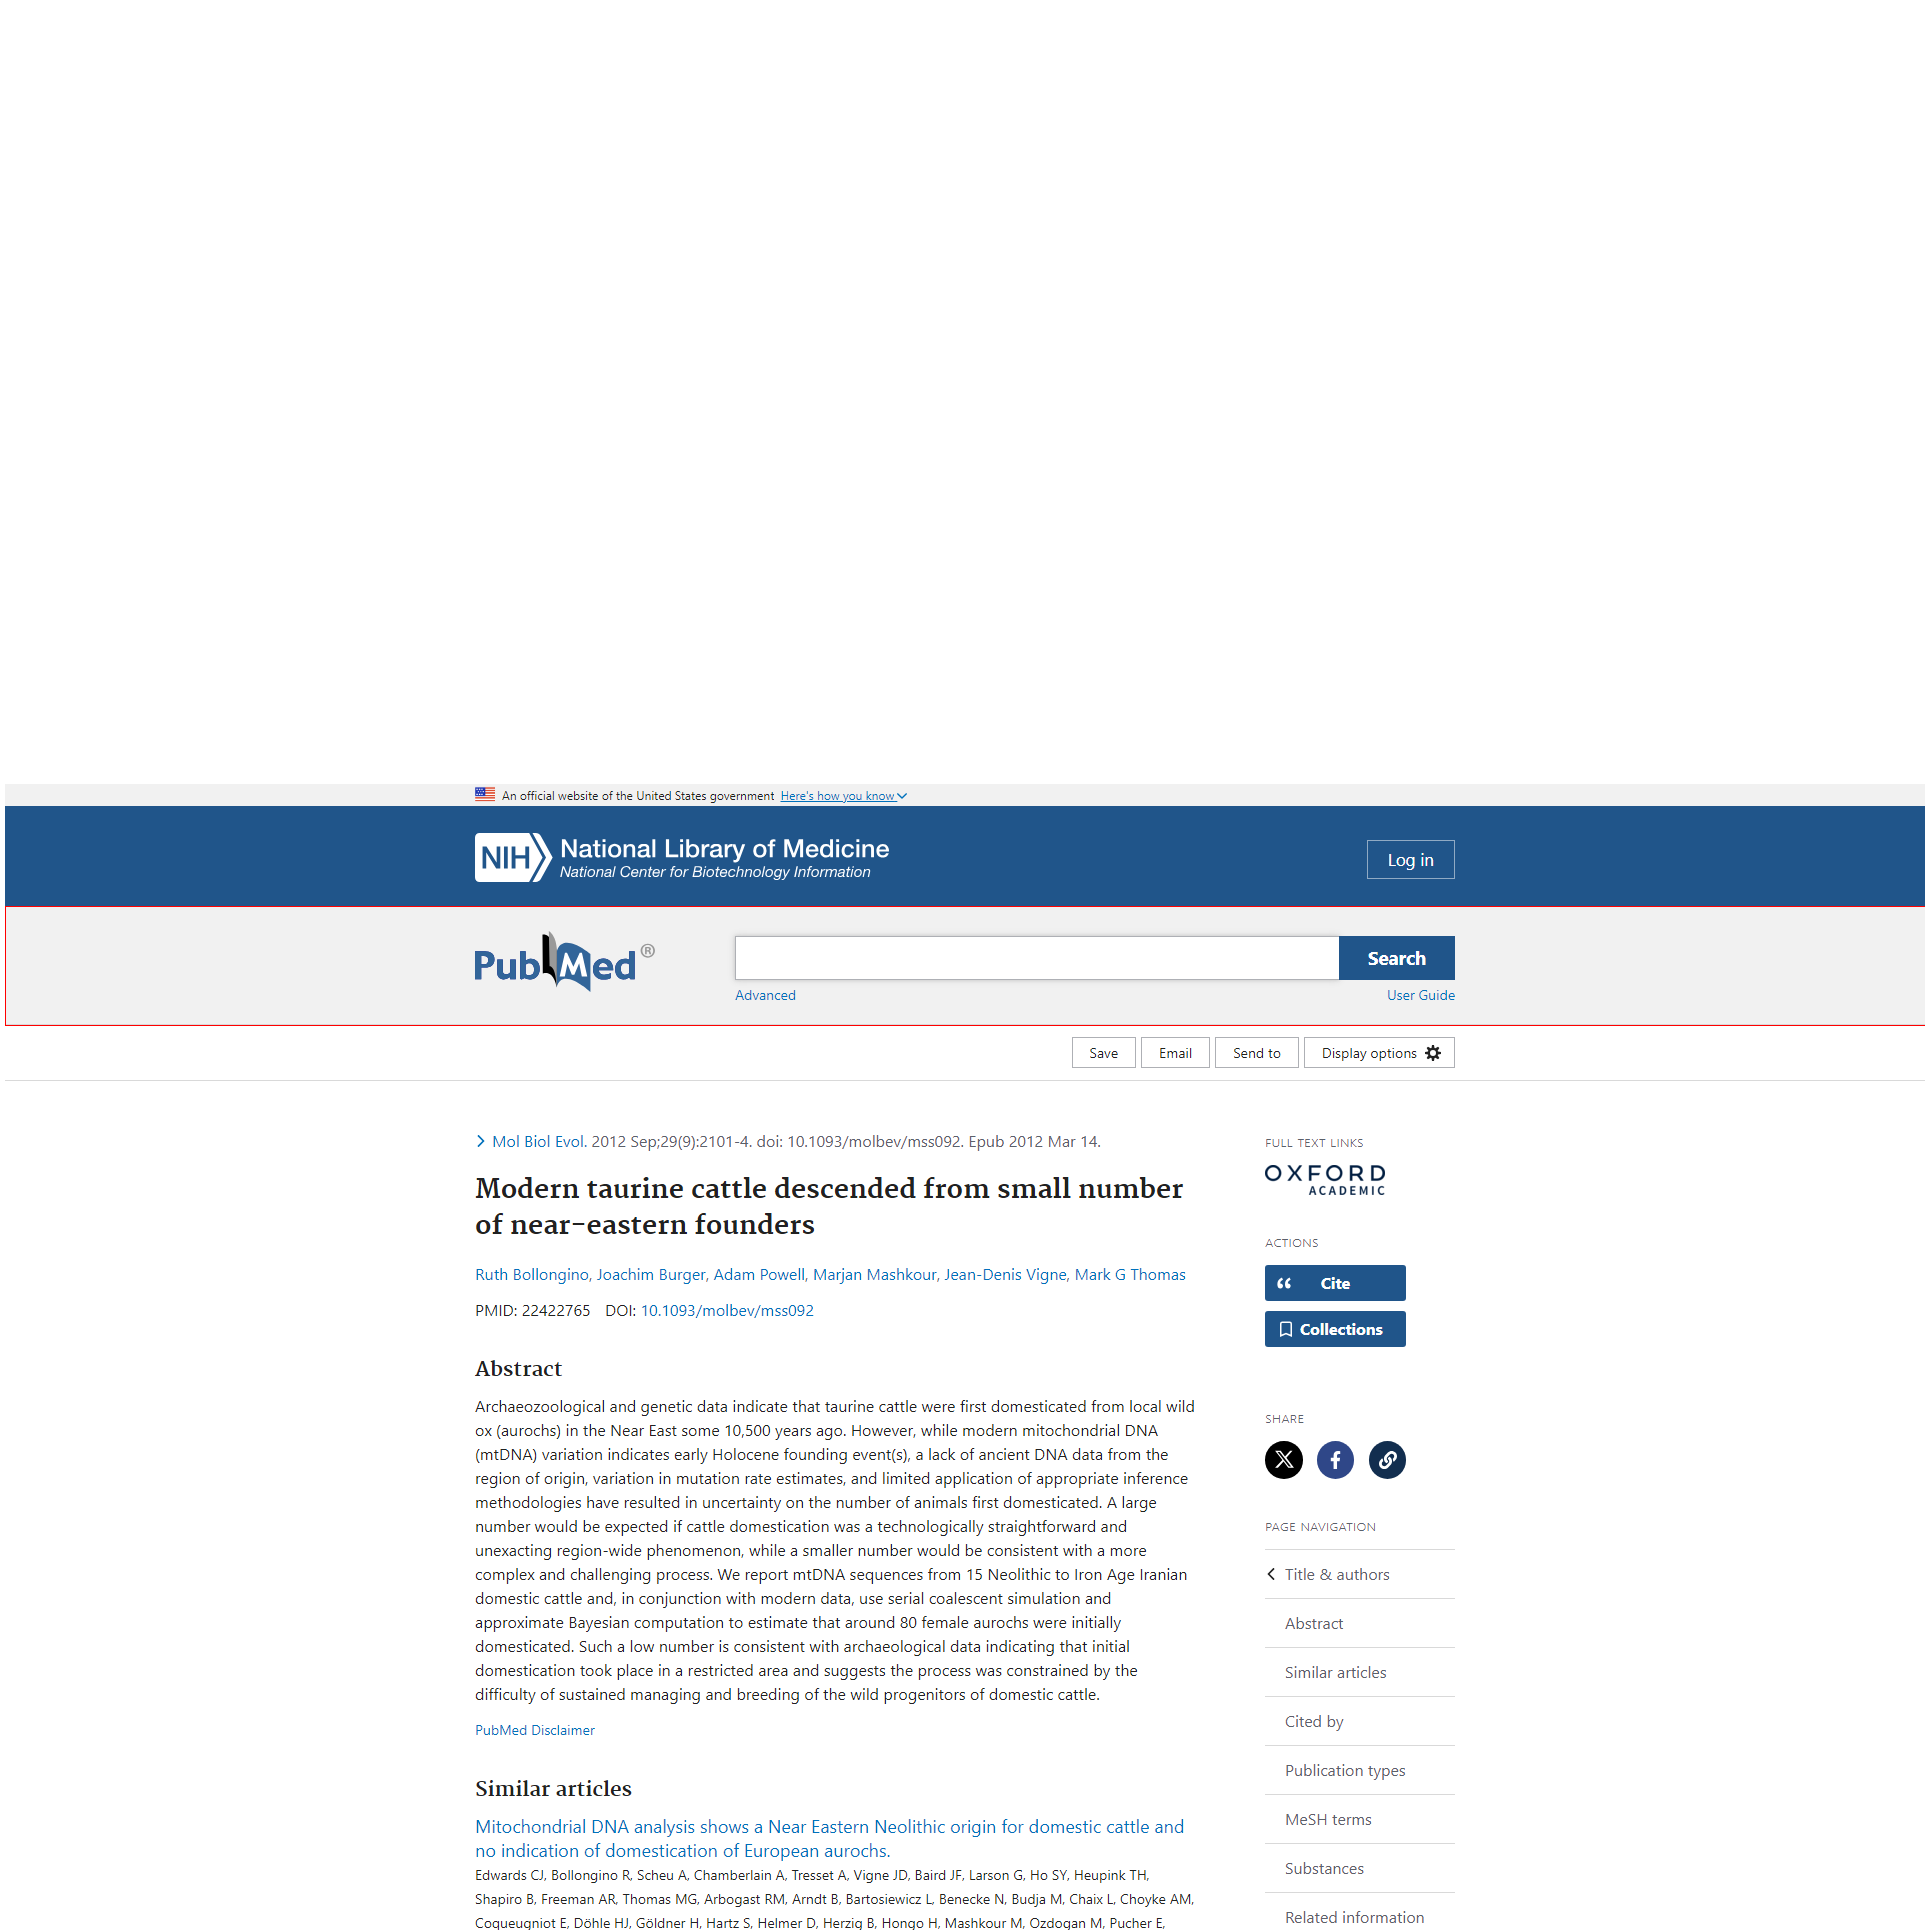 An official website of the United States government Here's how you know
NIH National Library of Medicine
National Center for Biotechnology Information
Log in
PubMed®
Search
Advanced
User Guide
Save
Email
Send to
Display options
Mol Biol Evol. 2012 Sep;29(9):2101-4. doi: 10.1093/molbev/mss092. Epub 2012 Mar 14.
Modern taurine cattle descended from small number
of near-eastern founders
Ruth Bollongino, Joachim Burger, Adam Powell, Marjan Mashkour, Jean-Denis Vigne, Mark G Thomas
PMID: 22422765 DOI: 10.1093/molbev/mss092
Abstract
Archaeozoological and genetic data indicate that taurine cattle were first domesticated from local wild
ox (aurochs) in the Near East some 10,500 years ago. However, while modern mitochondrial DNA
(mtDNA) variation indicates early Holocene founding event(s), a lack of ancient DNA data from the
region of origin, variation in mutation rate estimates, and limited application of appropriate inference
methodologies have resulted in uncertainty on the number of animals first domesticated. A large
number would be expected if cattle domestication was a technologically straightforward and
unexacting region-wide phenomenon, while a smaller number would be consistent with a more
complex and challenging process. We report mtDNA sequences from 15 Neolithic to Iron Age Iranian
domestic cattle and, in conjunction with modern data, use serial coalescent simulation and
approximate Bayesian computation to estimate that around 80 female aurochs were initially
domesticated. Such a low number is consistent with archaeological data indicating that initial
domestication took place in a restricted area and suggests the process was constrained by the
difficulty of sustained managing and breeding of the wild progenitors of domestic cattle.
PubMed Disclaimer
Similar articles
Mitochondrial DNA analysis shows a Near Eastern Neolithic origin for domestic cattle and
no indication of domestication of European aurochs.
Edwards CJ, Bollongino R, Scheu A, Chamberlain A, Tresset A, Vigne JD, Baird JF, Larson G, Ho SY, Heupink TH,
Shapiro B, Freeman AR, Thomas MG, Arbogast RM, Arndt B, Bartosiewicz L, Benecke N, Budja M, Chaix L, Choyke AM,
Coqueugniot E, Döhle HJ, Göldner H, Hartz S, Helmer D, Herzig B, Hongo H, Mashkour M, Ozdogan M, Pucher E,
FULL TEXT LINKS
OXFORD
ACADEMIC
ACTIONS
Cite
Collections
SHARE
PAGE NAVIGATION
Title & authors
Abstract
Similar articles
Cited by
Publication types
MeSH terms
Substances
Related information